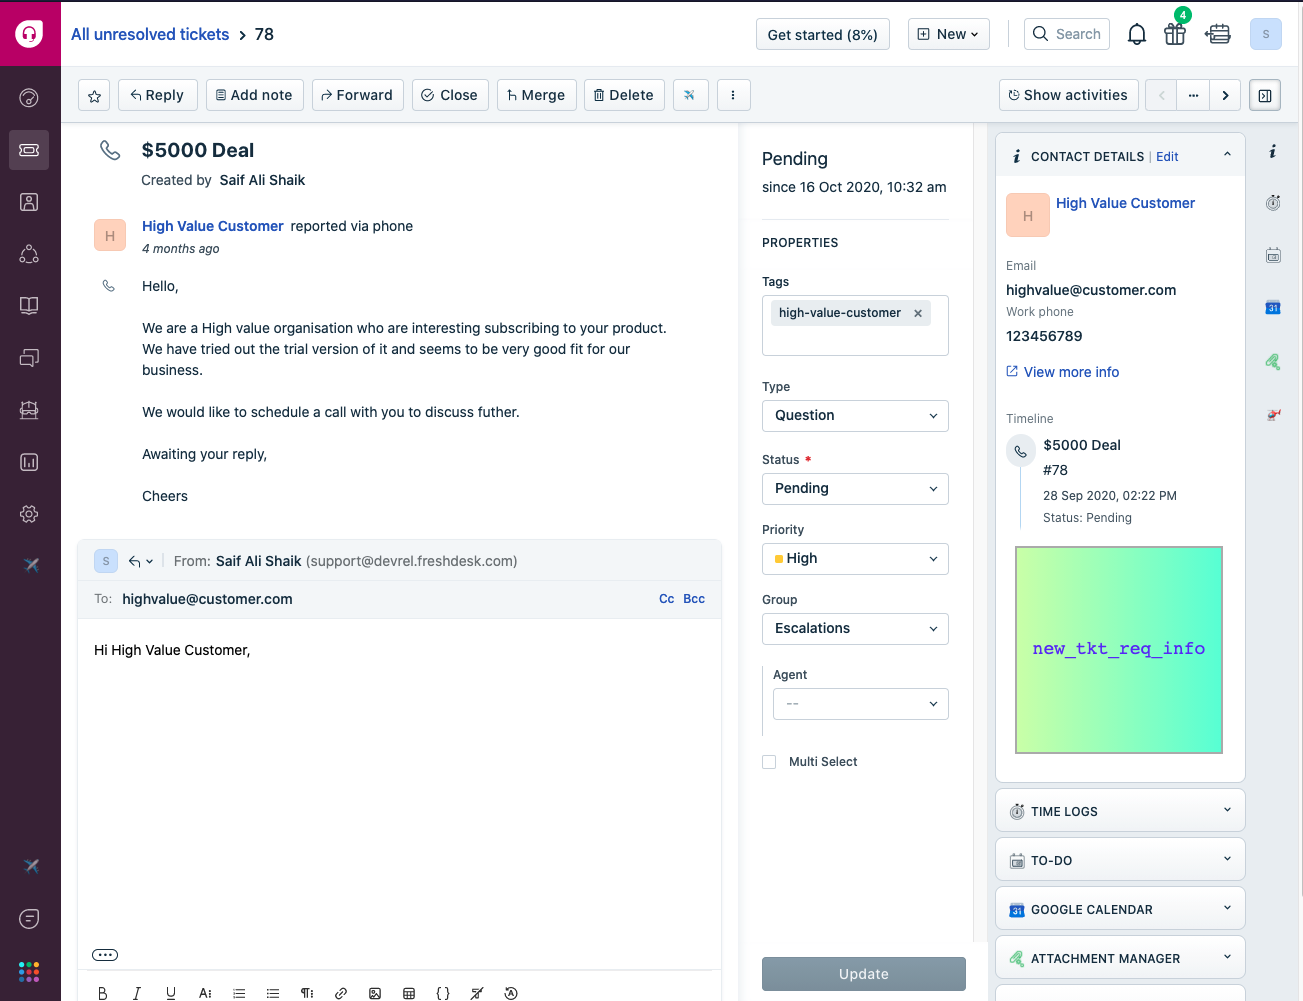 All unresolved tickets > 78
Get started (8%)
New
Search
4
S
Reply
Add note
Forward
Close
Merge
Delete
Show activities
$5000 Deal
Created by Saif Ali Shaik
H
High Value Customer reported via phone
4 months ago
Hello,
We are a High value organisation who are interesting subscribing to your product.
We have tried out the trial version of it and seems to be very good fit for our
business.
We would like to schedule a call with you to discuss futher.
Awaiting your reply,
Cheers
S
From: Saif Ali Shaik (support@devrel.freshdesk.com)
To: highvalue@customer.com
Cc Bcc
Hi High Value Customer,
B I U A
Pending
since 16 Oct 2020, 10:32 am
PROPERTIES
Tags
high-value-customer ×
Type
Question
Status *
Pending
Priority
High
Group
Escalations
Agent
--
Multi Select
Update
CONTACT DETAILS | Edit
H
High Value Customer
Email
highvalue@customer.com
Work phone
123456789
View more info
Timeline
$5000 Deal
#78
28 Sep 2020, 02:22 PM
Status: Pending
new_tkt_req_info
TIME LOGS
TO-DO
31 GOOGLE CALENDAR
ATTACHMENT MANAGER
31